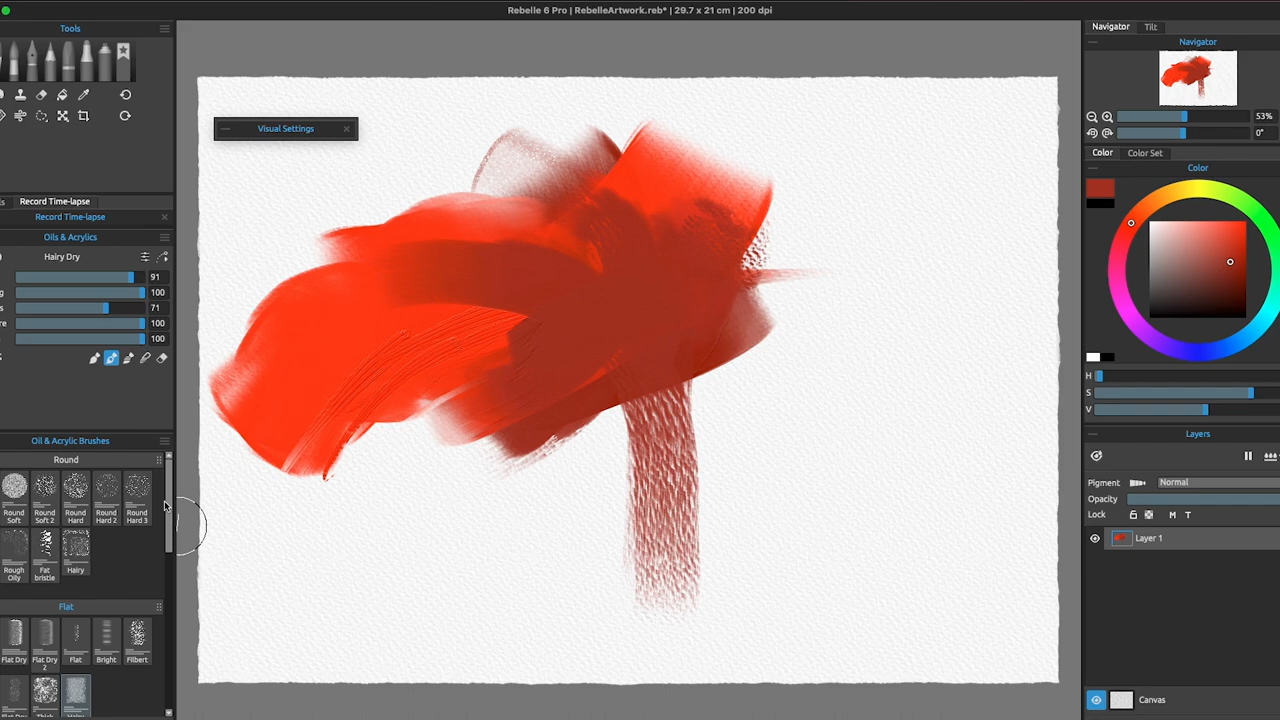 Rebelle 6 Pro | RebelleArtwork.reb* | 29.7 x 21 cm | 200 dpi
Tools
Record Time-lapse
Record Time-lapse
Oils & Acrylics
Hairy Dry
91
100
71
100
100
Oil & Acrylic Brushes
Round
Round Soft
Round Soft 2
Round Hard
Round Hard 2
Round Hard 3
Rough Oily
Fat bristle
Hairy
Flat
Flat Dry
Flat Dry 2
Flat
Bright
Filbert
Visual Settings
Navigator
Tilt
Navigator
53%
0°
Color
Color Set
Color
H
S
V
Layers
Pigment
Normal
Opacity
Lock
M
T
Layer 1
Canvas